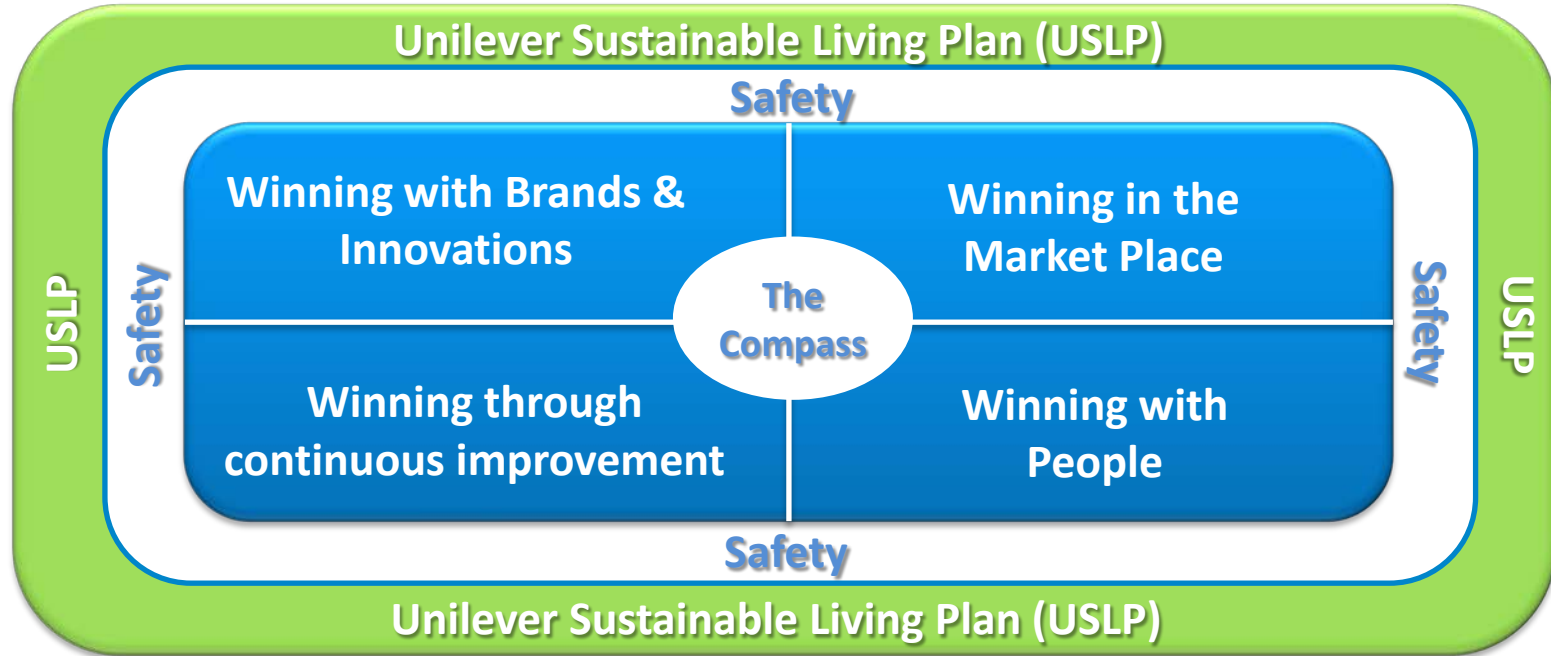 Unilever Sustainable Living Plan (USLP)
Safety
Winning with Brands &
Innovations
Winning in the
Market Place
USLP
Safety
The
Compass
Safety
USLP
Winning through
continuous improvement
Winning with
People
Safety
Unilever Sustainable Living Plan (USLP)